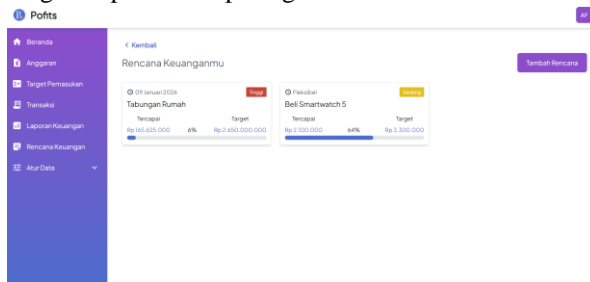 Pofits
AF
Beranda
Anggaran
Target Pemasukan
Transaksi
Laporan Keuangan
Rencana Keuangan
Atur Data
< Kembali
Rencana Keuanganmu
Tambah Rencana
09 Januari 2026
Tinggi
Tabungan Rumah
Tercapai Target
Rp 165.625.000 6% Rp 2.650.000.000
Fleksibel
Sedang
Beli Smartwatch 5
Tercapai Target
Rp 2.100.000 64% Rp 3.300.000